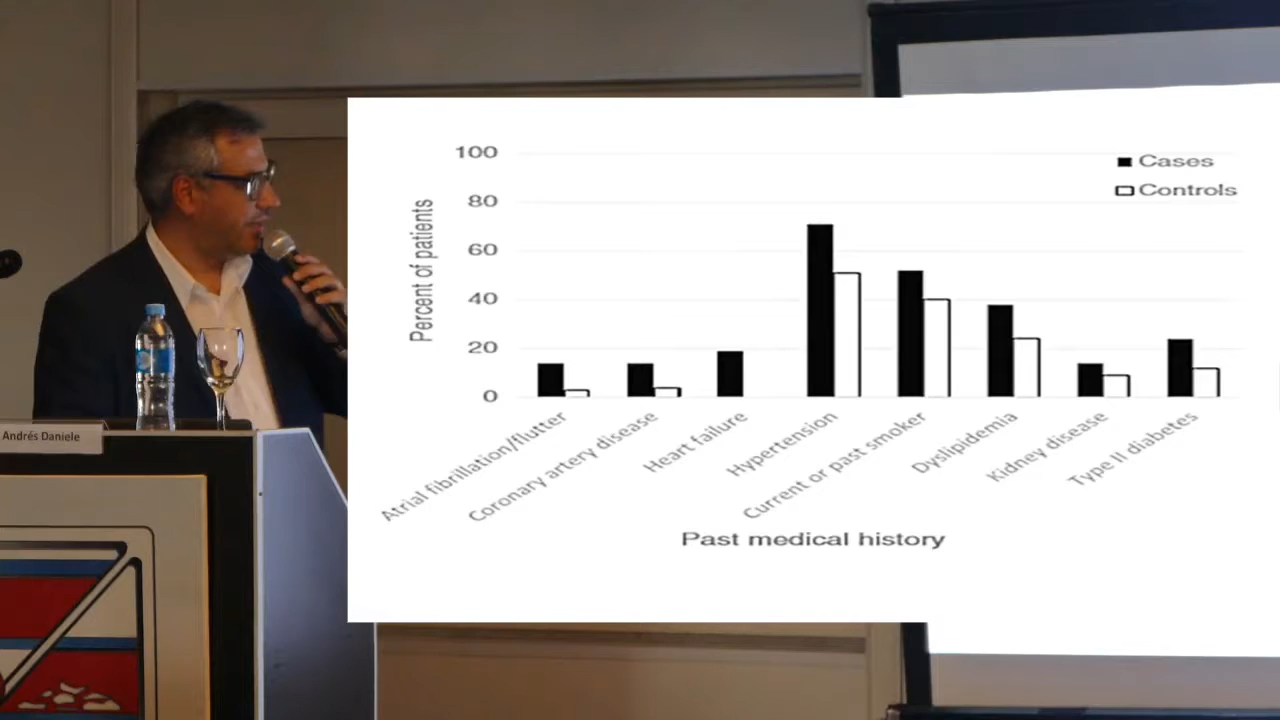 Andrés Daniele
100
80
60
40
20
0
Percent of patients
Cases
Controls
Atrial fibrillation/flutter
Coronary artery disease
Heart failure
Hypertension
Current or past smoker
Dyslipidemia
Kidney disease
Type II diabetes
Past medical history